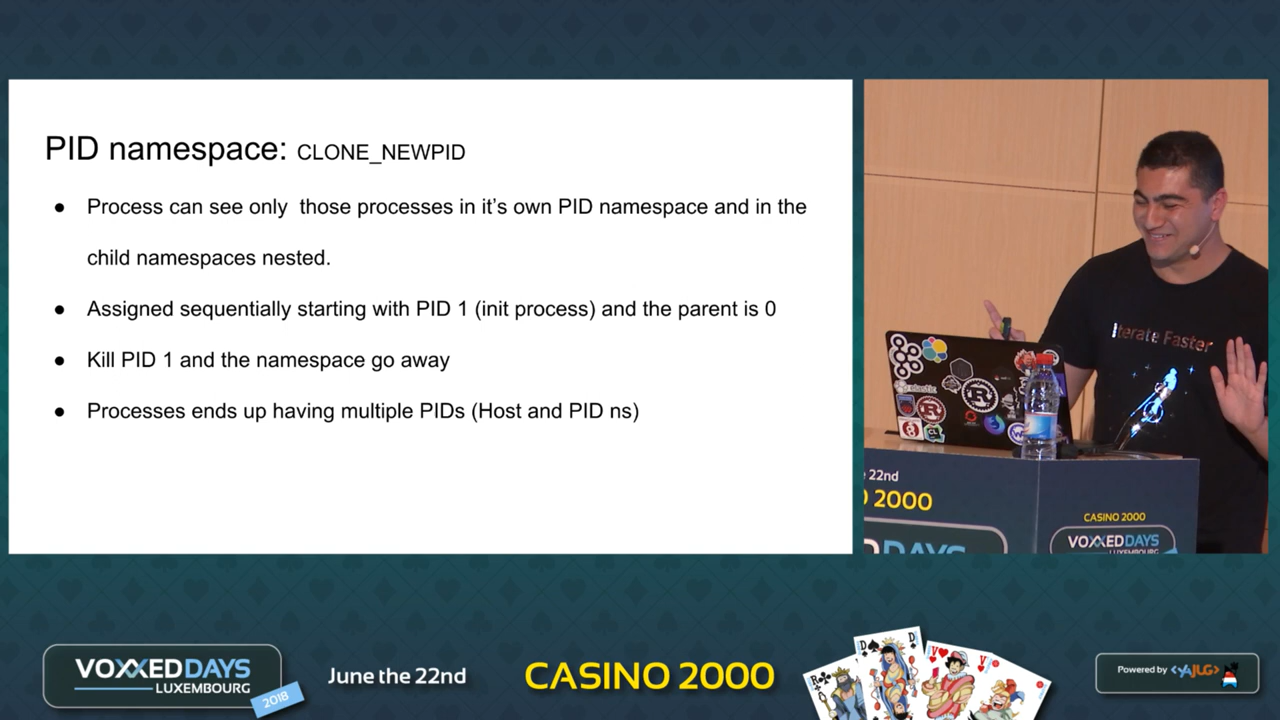 PID namespace: CLONE_NEWPID
● Process can see only  those processes in it's own PID namespace and in the
child namespaces nested.
● Assigned sequentially starting with PID 1 (init process) and the parent is 0
● Kill PID 1 and the namespace go away
● Processes ends up having multiple PIDs (Host and PID ns)
Iterate Faster
22nd
2000
CASINO 2000
VOXXEDDAYS
LUXEMBOURG
DAYS
VOXXEDDAYS
LUXEMBOURG
2018
June the 22nd
CASINO 2000
Powered by <YAJUG>